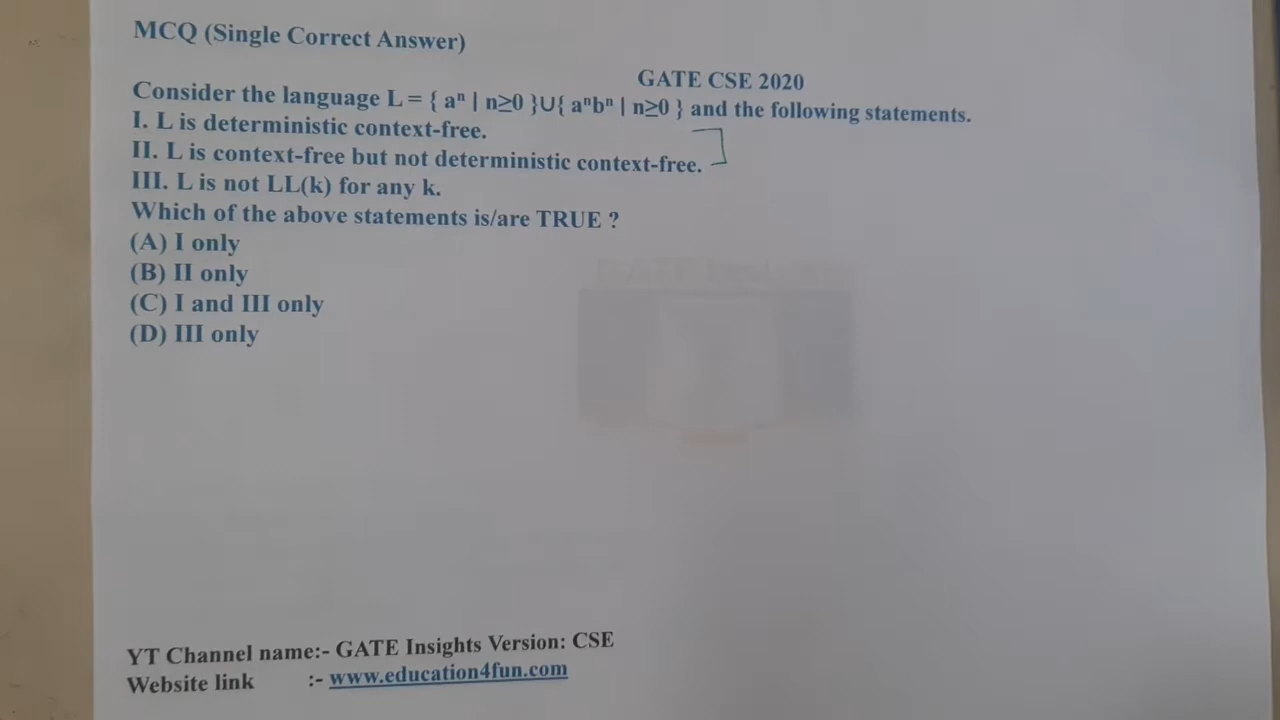 MCQ (Single Correct Answer)
GATE CSE 2020
Consider the language L = { aⁿ | n≥0 }∪{ aⁿbⁿ | n≥0 } and the following statements.
I. L is deterministic context-free.
II. L is context-free but not deterministic context-free.
III. L is not LL(k) for any k.
Which of the above statements is/are TRUE ?
(A) I only
(B) II only
(C) I and III only
(D) III only
YT Channel name:- GATE Insights Version: CSE
Website link :- www.education4fun.com